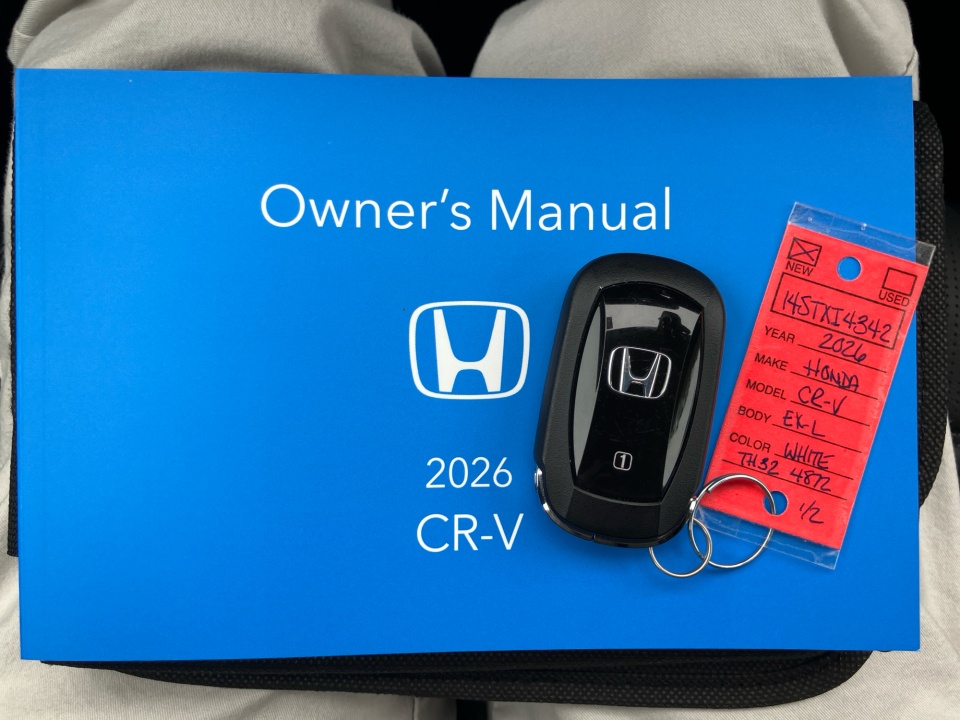 Owner's Manual
2026
CR-V
1
NEW
USED
14STXI4342
YEAR 2026
MAKE HONDA
MODEL CR-V
BODY EX-L
COLOR WHITE
TH32 4872
1/2